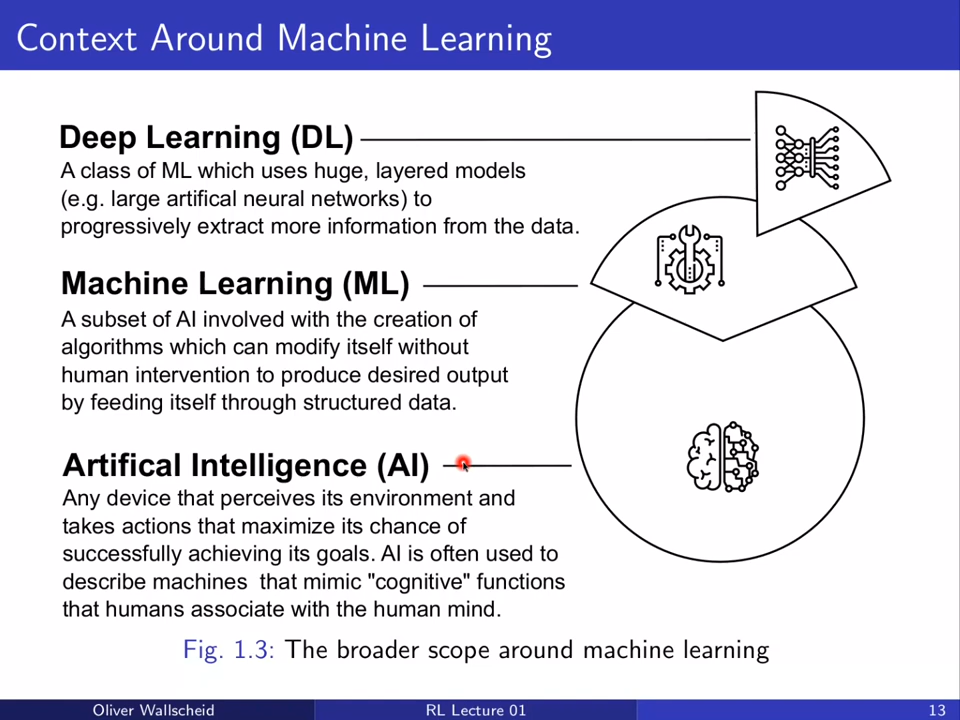 Context Around Machine Learning
Deep Learning (DL)
A class of ML which uses huge, layered models
(e.g. large artifical neural networks) to
progressively extract more information from the data.
Machine Learning (ML)
A subset of AI involved with the creation of
algorithms which can modify itself without
human intervention to produce desired output
by feeding itself through structured data.
Artifical Intelligence (AI)
Any device that perceives its environment and
takes actions that maximize its chance of
successfully achieving its goals. AI is often used to
describe machines  that mimic "cognitive" functions
that humans associate with the human mind.
Fig. 1.3: The broader scope around machine learning
Oliver Wallscheid RL Lecture 01 13